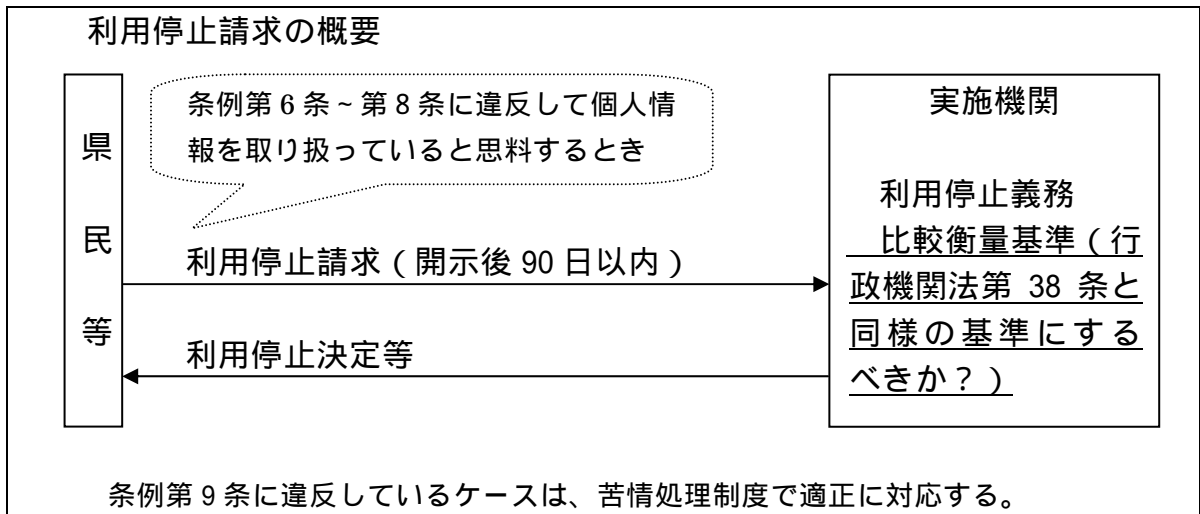 利用停止請求の概要
県民等
条例第6条～第8条に違反して個人情
報を取り扱っていると思料するとき
利用停止請求(開示後90日以内)
利用停止決定等
実施機関
利用停止義務
比較衡量基準(行
政機関法第 38 条と
同様の基準にする
べきか?)
条例第9条に違反しているケースは、苦情処理制度で適正に対応する。